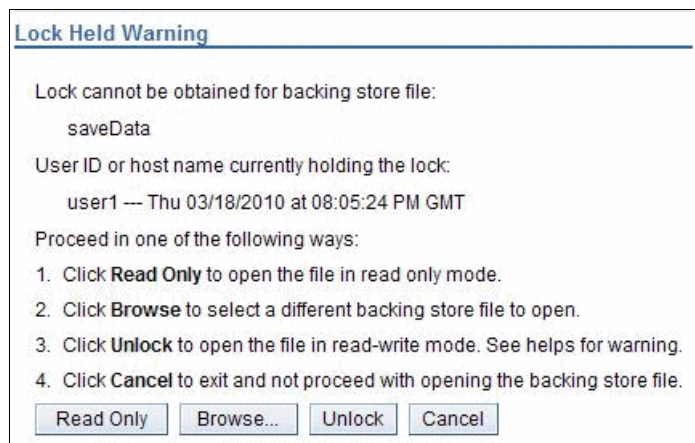 Lock Held Warning
Lock cannot be obtained for backing store file:
saveData
User ID or host name currently holding the lock:
user1 --- Thu 03/18/2010 at 08:05:24 PM GMT
Proceed in one of the following ways:
1. Click Read Only to open the file in read only mode.
2. Click Browse to select a different backing store file to open.
3. Click Unlock to open the file in read-write mode. See helps for warning.
4. Click Cancel to exit and not proceed with opening the backing store file.
Read Only Browse... Unlock Cancel